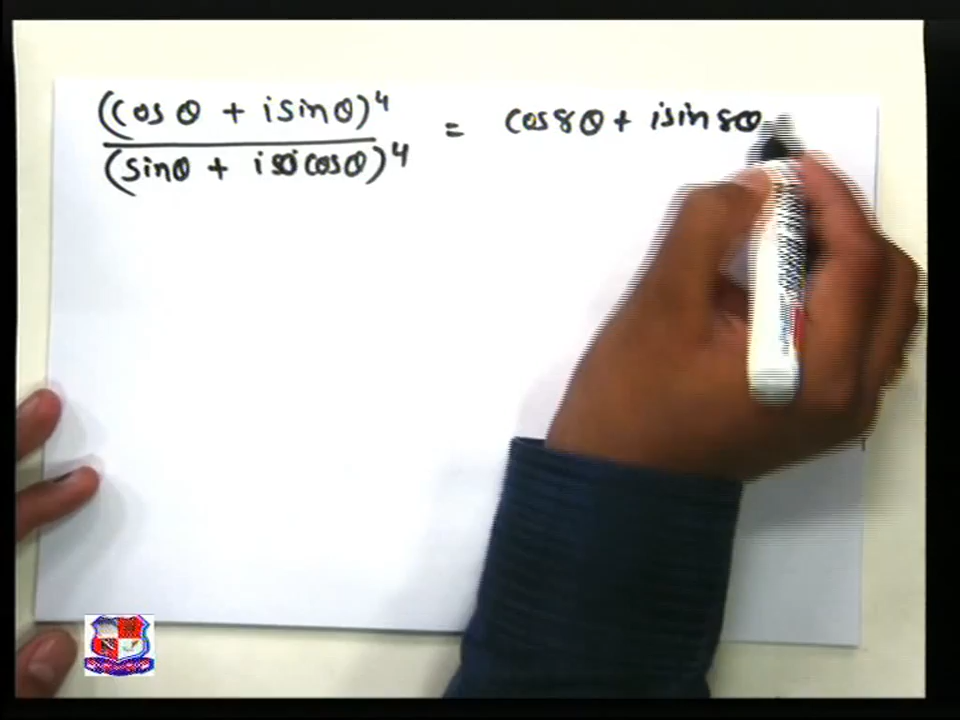 (cos θ + i sin θ)⁴ = cos 8θ + i sin 8θ
(sin θ + i cos θ)⁴